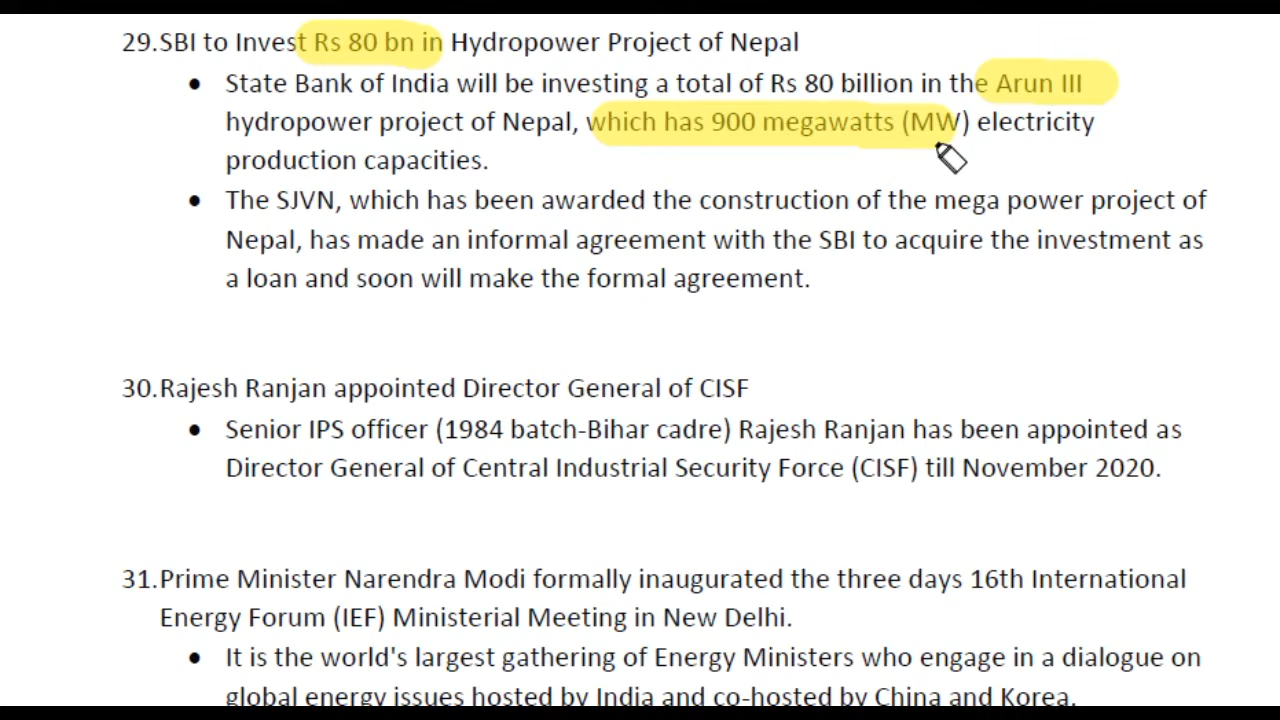 29.SBI to Invest Rs 80 bn in Hydropower Project of Nepal
• State Bank of India will be investing a total of Rs 80 billion in the Arun III
hydropower project of Nepal, which has 900 megawatts (MW) electricity
production capacities.
• The SJVN, which has been awarded the construction of the mega power project of
Nepal, has made an informal agreement with the SBI to acquire the investment as
a loan and soon will make the formal agreement.
30.Rajesh Ranjan appointed Director General of CISF
• Senior IPS officer (1984 batch-Bihar cadre) Rajesh Ranjan has been appointed as
Director General of Central Industrial Security Force (CISF) till November 2020.
31.Prime Minister Narendra Modi formally inaugurated the three days 16th International
Energy Forum (IEF) Ministerial Meeting in New Delhi.
• It is the world's largest gathering of Energy Ministers who engage in a dialogue on
global energy issues hosted by India and co-hosted by China and Korea.